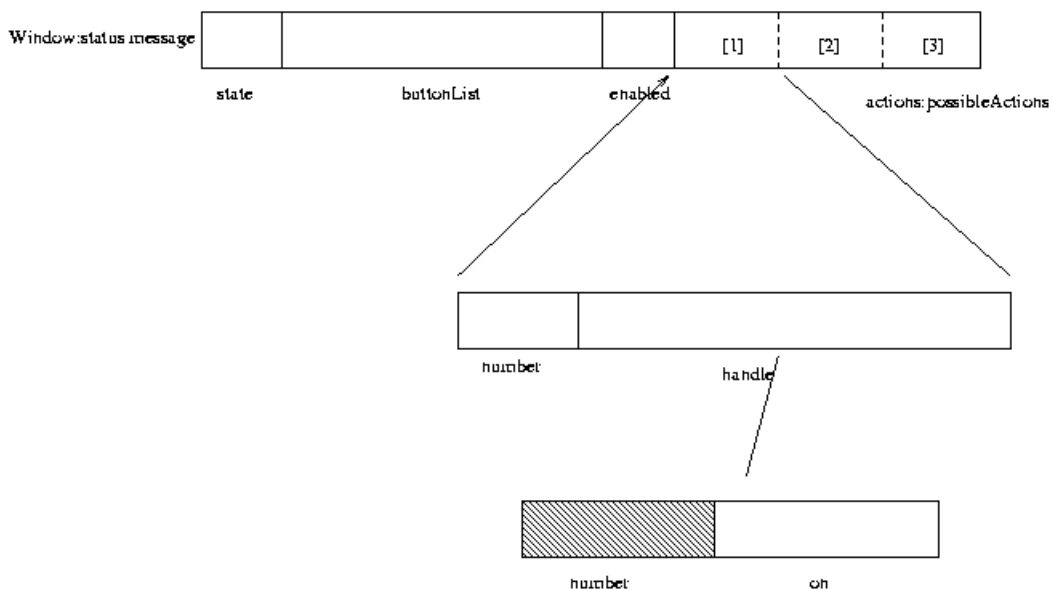 Window:status message
[1] [2] [3]
state buttonList enabled actions:possibleActions
number handle
number on